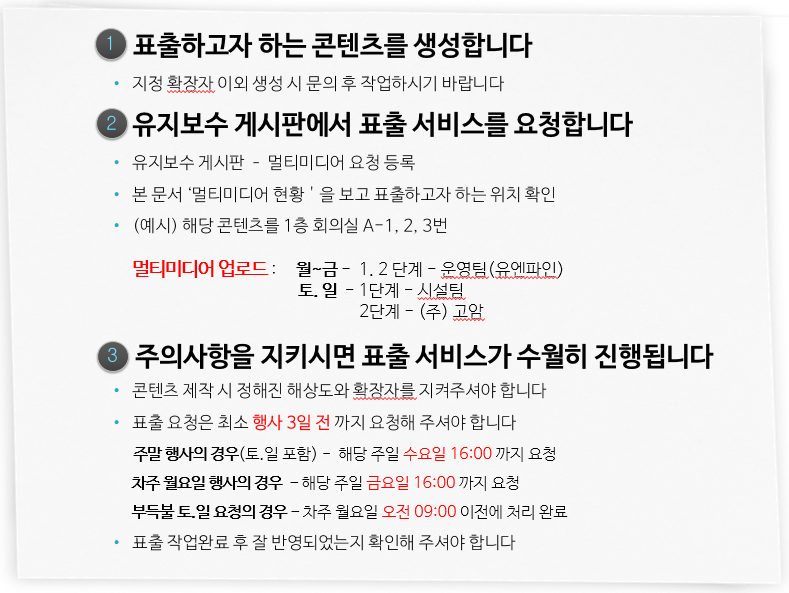 1 표출하고자 하는 콘텐츠를 생성합니다
• 지정 확장자 이외 생성 시 문의 후 작업하시기 바랍니다
2 유지보수 게시판에서 표출 서비스를 요청합니다
• 유지보수 게시판 - 멀티미디어 요청 등록
• 본 문서 ‘멀티미디어 현황 ' 을 보고 표출하고자 하는 위치 확인
• (예시) 해당 콘텐츠를 1층 회의실 A-1, 2, 3번
멀티미디어 업로드 : 월~금 - 1. 2 단계 - 운영팀(유엔파인)
토. 일 - 1단계 - 시설팀
2단계 - (주) 고암
3 주의사항을 지키시면 표출 서비스가 수월히 진행됩니다
• 콘텐츠 제작 시 정해진 해상도와 확장자를 지켜주셔야 합니다
• 표출 요청은 최소 행사 3일 전 까지 요청해 주셔야 합니다
주말 행사의 경우(토.일 포함) - 해당 주일 수요일 16:00 까지 요청
차주 월요일 행사의 경우 - 해당 주일 금요일 16:00 까지 요청
부득불 토.일 요청의 경우 - 차주 월요일 오전 09:00 이전에 처리 완료
• 표출 작업완료 후 잘 반영되었는지 확인해 주셔야 합니다